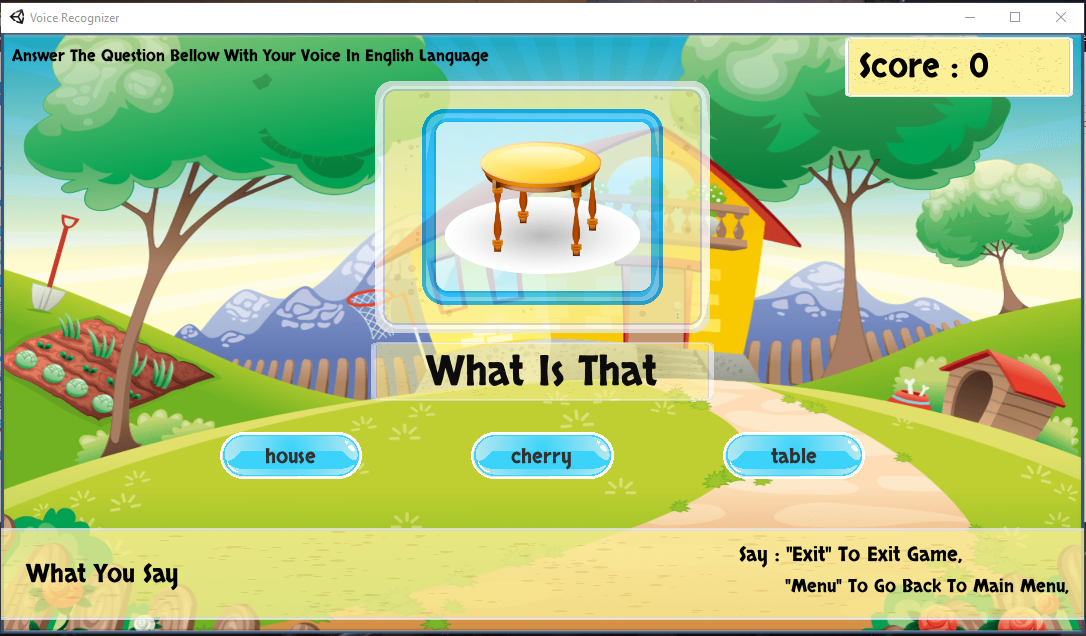 Voice Recognizer
Answer The Question Bellow With Your Voice In English Language
Score : 0
What Is That
house
cherry
table
What You Say
Say : "Exit" To Exit Game,
"Menu" To Go Back To Main Menu,